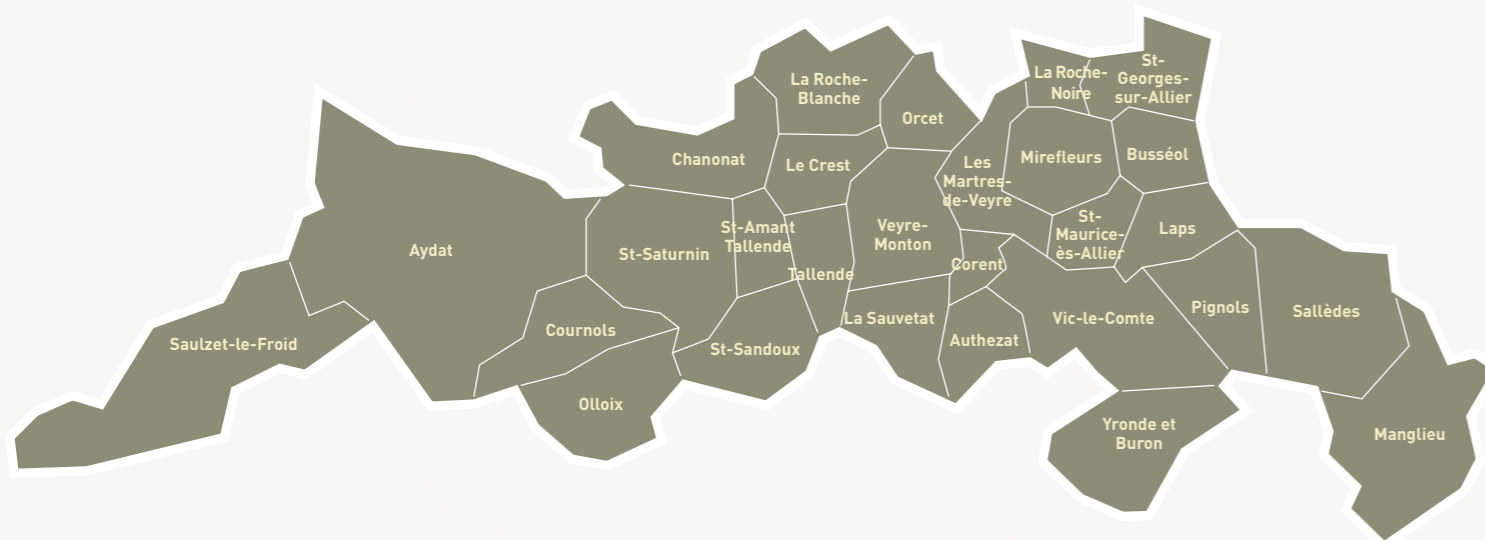 La Roche-
Blanche
La Roche-
Noire
St-
Georges-
sur-Allier
Orcet
Chanonat
Le Crest
Les
Martres-
de-Veyre
Mirefleurs
Busséol
Aydat
St-Saturnin
St-Amant
Tallende
Tallende
Veyre-
Monton
Corent
St-
Maurice-
ès-Allier
Laps
Saulzet-le-Froid
Cournols
St-Sandoux
La Sauvetat
Authezat
Vic-le-Comte
Pignols
Sallèdes
Olloix
Yronde et
Buron
Manglieu